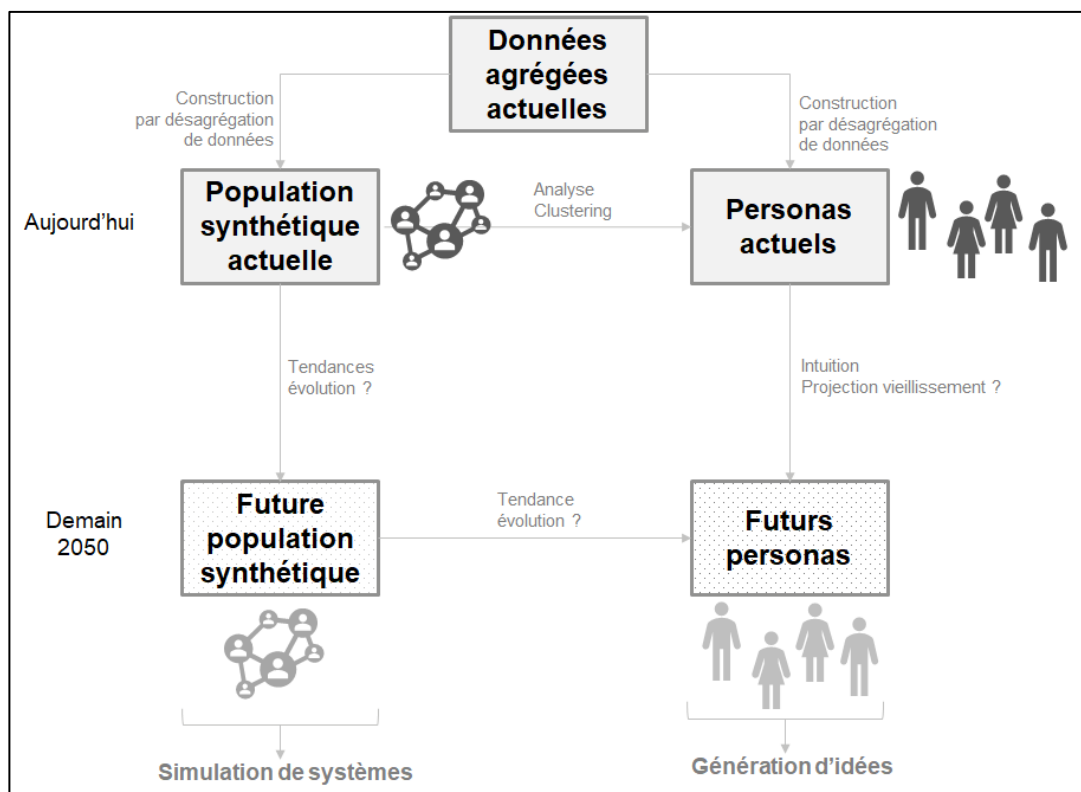 Données
agrégées
actuelles
Construction
par désagrégation
de données
Construction
par désagrégation
de données
Aujourd’hui
Population
synthétique
actuelle
Analyse
Clustering
Personas
actuels
Tendances
évolution ?
Intuition
Projection vieillissement ?
Demain
2050
Future
population
synthétique
Tendance
évolution ?
Futurs
personas
Simulation de systèmes
Génération d’idées